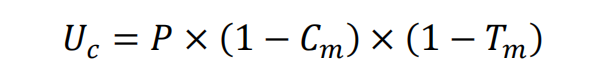 U_c = P × (1 − C_m) × (1 − T_m)